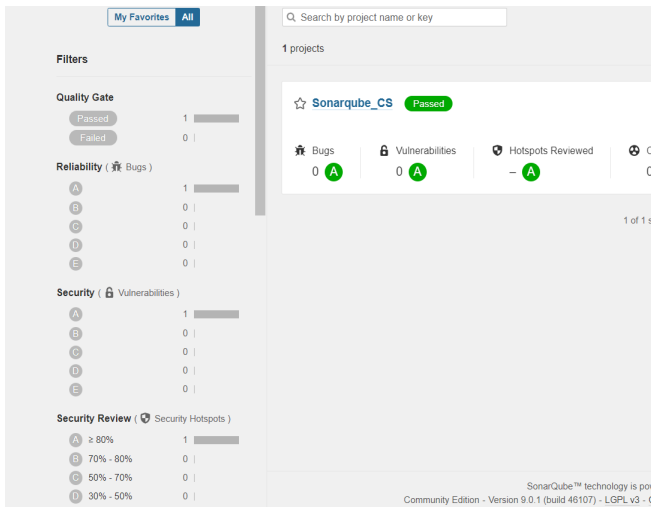 My Favorites All
Filters
Quality Gate
Passed 1
Failed 0
Reliability ( Bugs )
A 1
B 0
C 0
D 0
E 0
Security ( Vulnerabilities )
A 1
B 0
C 0
D 0
E 0
Security Review ( Security Hotspots )
A ≥ 80% 1
B 70% - 80% 0
C 50% - 70% 0
D 30% - 50% 0
Search by project name or key
1 projects
Sonarqube_CS Passed
Bugs Vulnerabilities Hotspots Reviewed
0 A 0 A – A
1 of 1 s
SonarQube™ technology is po
Community Edition - Version 9.0.1 (build 46107) - LGPL v3 -